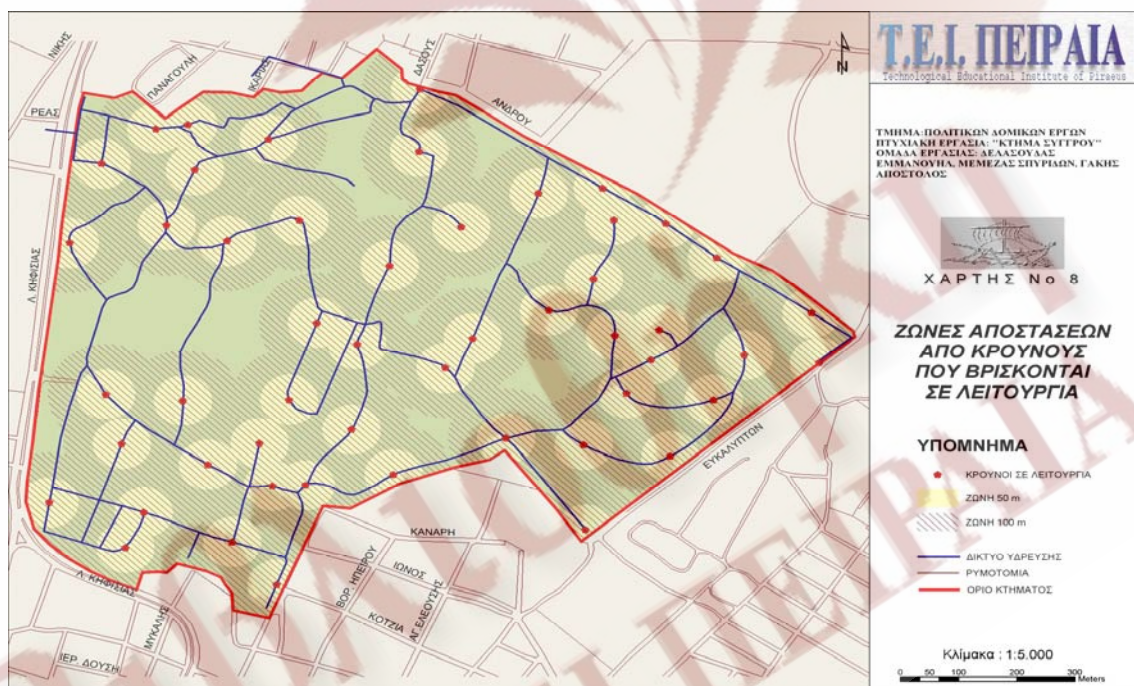 ΝΙΚΗΣ
ΠΑΝΑΓΟΥΛΗ
ΙΚΑΡΙΑΣ
ΔΑΣΟΥΣ
ΑΝΔΡΟΥ
ΡΕΑΣ
Λ. ΚΗΦΙΣΙΑΣ
ΕΥΚΑΛΥΠΤΩΝ
ΚΑΝΑΡΗ
ΙΩΝΟΣ
ΒΟΡ. ΗΠΕΙΡΟΥ
ΚΟΤΖΙΑ
ΑΓ.ΕΛΕΟΥΣΗΣ
Λ. ΚΗΦΙΣΙΑΣ
ΜΥΚΑΛΗΣ
ΙΕΡ. ΔΟΥΣΗ
N
Τ.Ε.Ι. ΠΕΙΡΑΙΑ
Technological Educational Institute of Piraeus
ΤΜΗΜΑ:ΠΟΛΙΤΙΚΩΝ ΔΟΜΙΚΩΝ ΕΡΓΩΝ
ΠΤΥΧΙΑΚΗ ΕΡΓΑΣΙΑ: "ΚΤΗΜΑ ΣΥΓΓΡΟΥ"
ΟΜΑΔΑ ΕΡΓΑΣΙΑΣ: ΔΕΛΑΣΟΥΔΑΣ
ΕΜΜΑΝΟΥΗΛ, ΜΕΜΕΖΑΣ ΣΠΥΡΙΔΩΝ, ΓΑΚΗΣ
ΑΠΟΣΤΟΛΟΣ
ΧΑΡΤΗΣ Νο 8
ΖΩΝΕΣ ΑΠΟΣΤΑΣΕΩΝ
ΑΠΟ ΚΡΟΥΝΟΥΣ
ΠΟΥ ΒΡΙΣΚΟΝΤΑΙ
ΣΕ ΛΕΙΤΟΥΡΓΙΑ
ΥΠΟΜΝΗΜΑ
ΚΡΟΥΝΟΙ ΣΕ ΛΕΙΤΟΥΡΓΙΑ
ΖΩΝΗ 50 m
ΖΩΝΗ 100 m
ΔΙΚΤΥΟ ΥΔΡΕΥΣΗΣ
ΡΥΜΟΤΟΜΙΑ
ΟΡΙΟ ΚΤΗΜΑΤΟΣ
Κλίμακα : 1:5.000
0 50 100 200 300
Meters